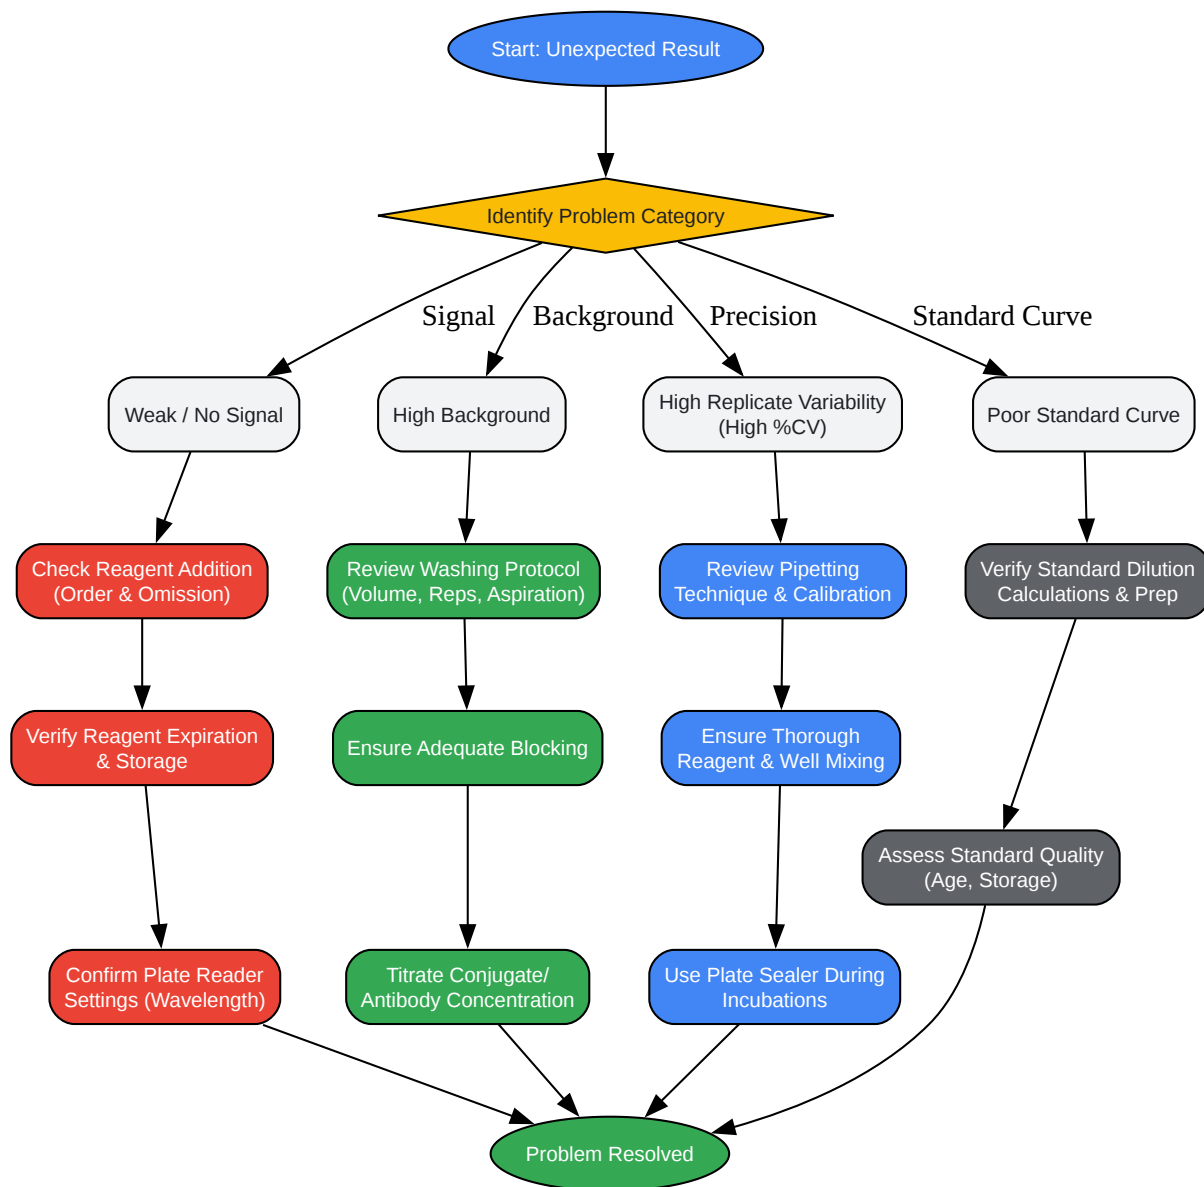 Start: Unexpected Result
Identify Problem Category
Signal
Background
Precision
Standard Curve
Weak / No Signal
High Background
High Replicate Variability
(High %CV)
Poor Standard Curve
Check Reagent Addition
(Order & Omission)
Review Washing Protocol
(Volume, Reps, Aspiration)
Review Pipetting
Technique & Calibration
Verify Standard Dilution
Calculations & Prep
Verify Reagent Expiration
& Storage
Ensure Adequate Blocking
Ensure Thorough
Reagent & Well Mixing
Assess Standard Quality
(Age, Storage)
Confirm Plate Reader
Settings (Wavelength)
Titrate Conjugate/
Antibody Concentration
Use Plate Sealer During
Incubations
Problem Resolved